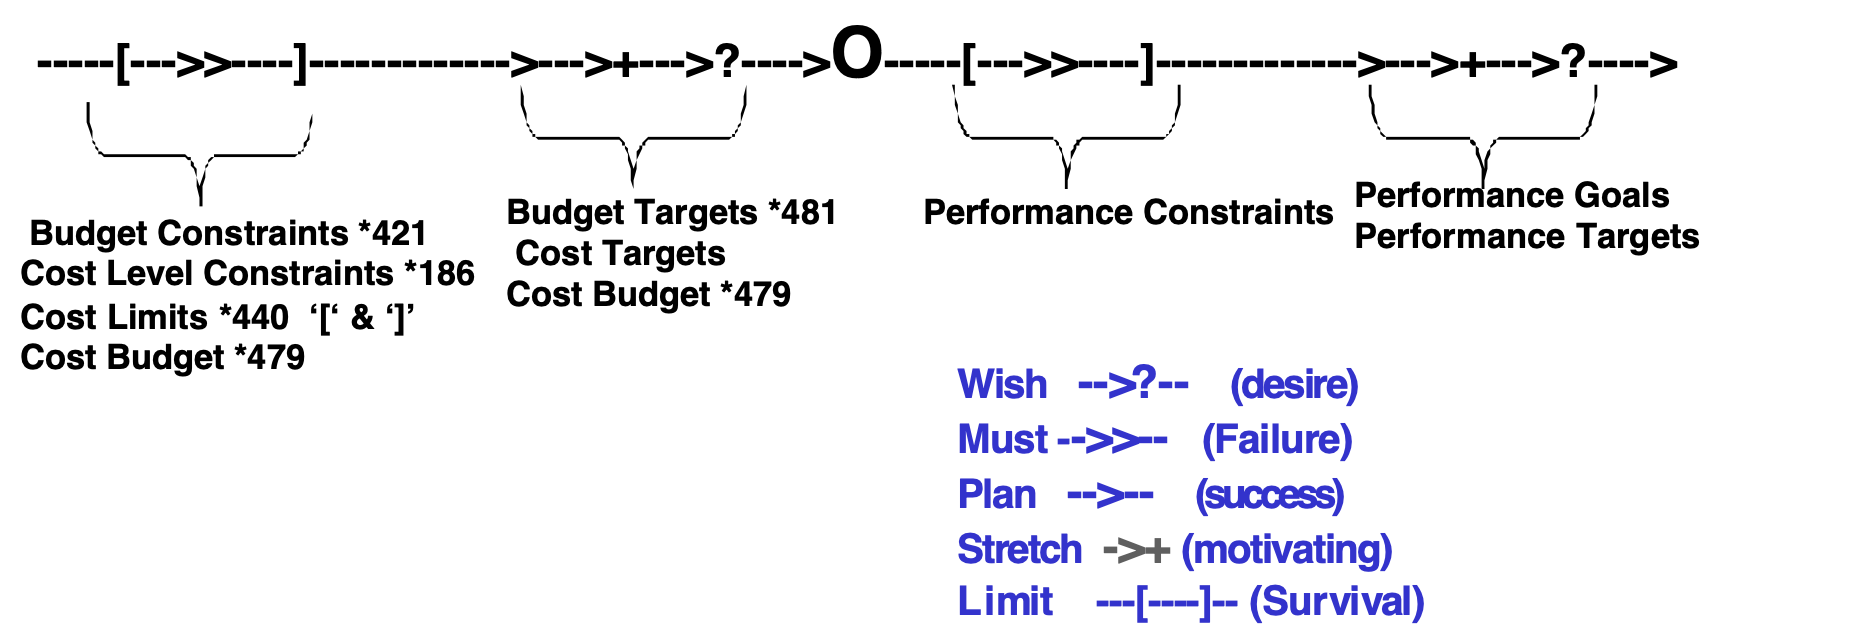 -----[--->>----]------------->--->+--->?---->O-----[--->>----]------------->--->+--->?---->
Budget Constraints *421
Cost Level Constraints *186
Cost Limits *440 ‘[‘ & ‘]’
Cost Budget *479
Budget Targets *481
Cost Targets
Cost Budget *479
Performance Constraints
Performance Goals
Performance Targets
Wish -->?-- (desire)
Must -->>-- (Failure)
Plan -->-- (success)
Stretch ->+ (motivating)
Limit ---[----]-- (Survival)